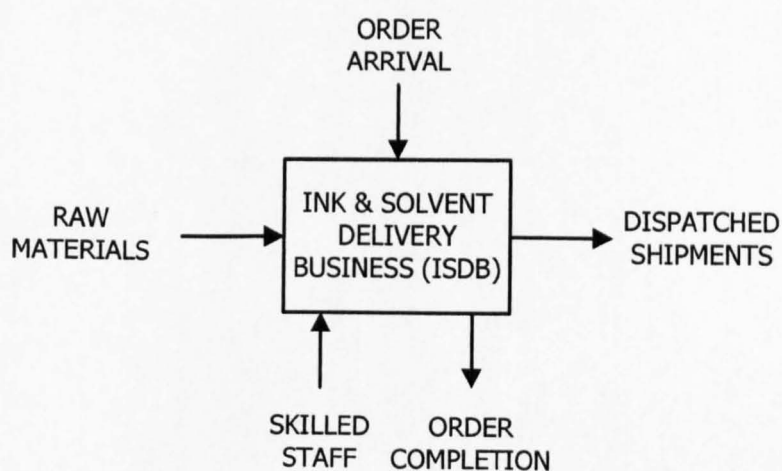 ORDER
ARRIVAL
RAW
MATERIALS
INK & SOLVENT
DELIVERY
BUSINESS (ISDB)
DISPATCHED
SHIPMENTS
SKILLED
STAFF
ORDER
COMPLETION